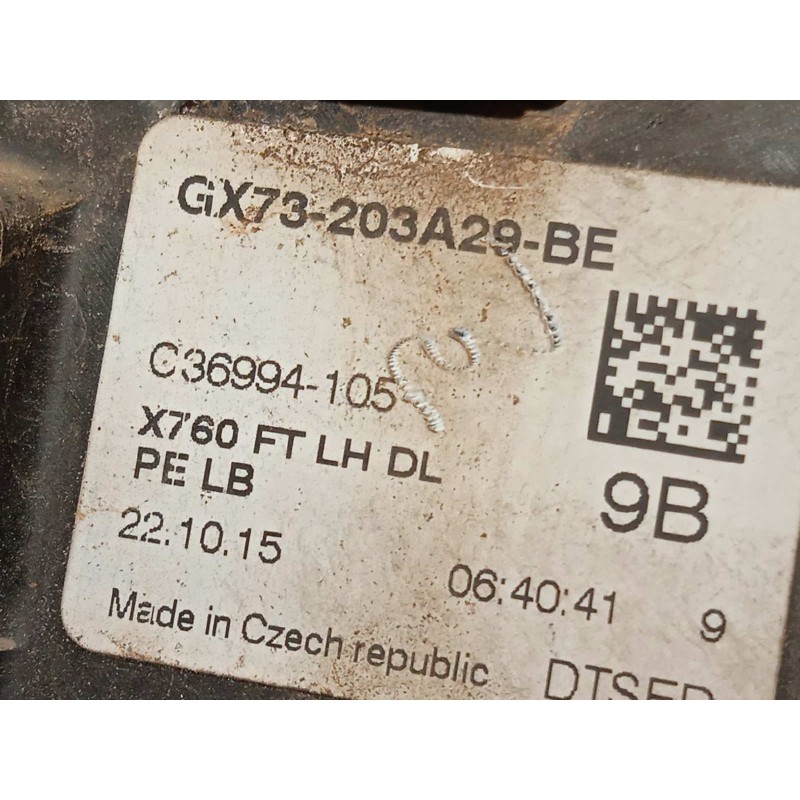 GX73-203A29-BE
C36994-105
X760 FT LH DL
PE LB
9B
22.10.15
06:40:41 9
Made in Czech republic